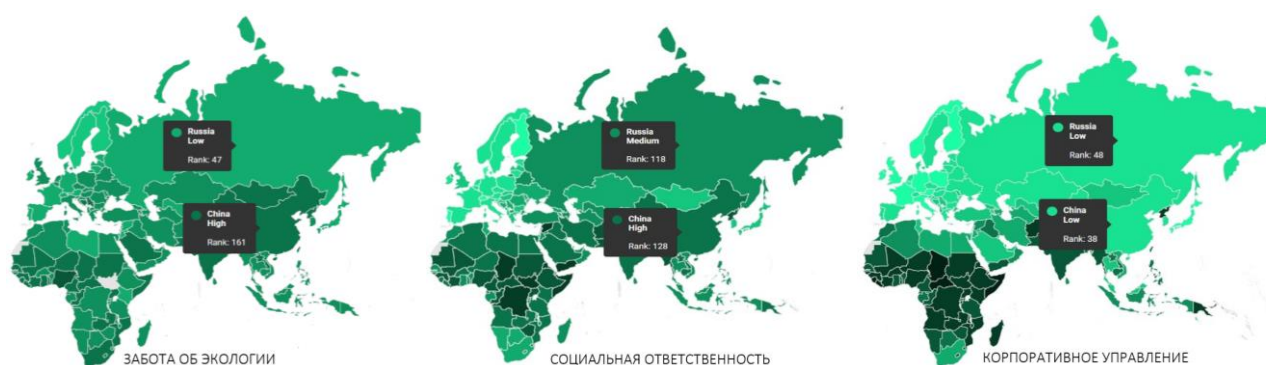 Russia
Low
Rank: 47
China
High
Rank: 161
ЗАБОТА ОБ ЭКОЛОГИИ
Russia
Medium
Rank: 118
China
High
Rank: 128
СОЦИАЛЬНАЯ ОТВЕТСТВЕННОСТЬ
Russia
Low
Rank: 48
China
Low
Rank: 38
КОРПОРАТИВНОЕ УПРАВЛЕНИЕ